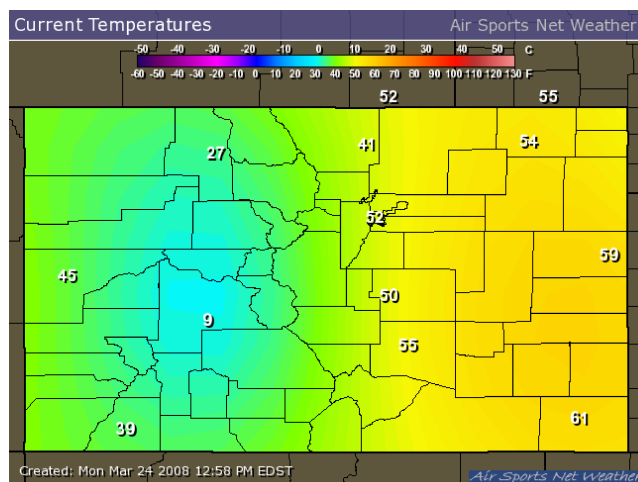 Current Temperatures Air Sports Net Weather
-50 -40 -30 -20 -10 0 10 20 30 40 50 C
-60 -50 -40 -30 -20 -10 0 10 20 30 40 50 60 70 80 90 100 110 120 130 F
52 55
41 54
27
52
59
45
50
9
55
61
39
Created: Mon Mar 24 2008 12:58 PM EDST
Air Sports Net Weather